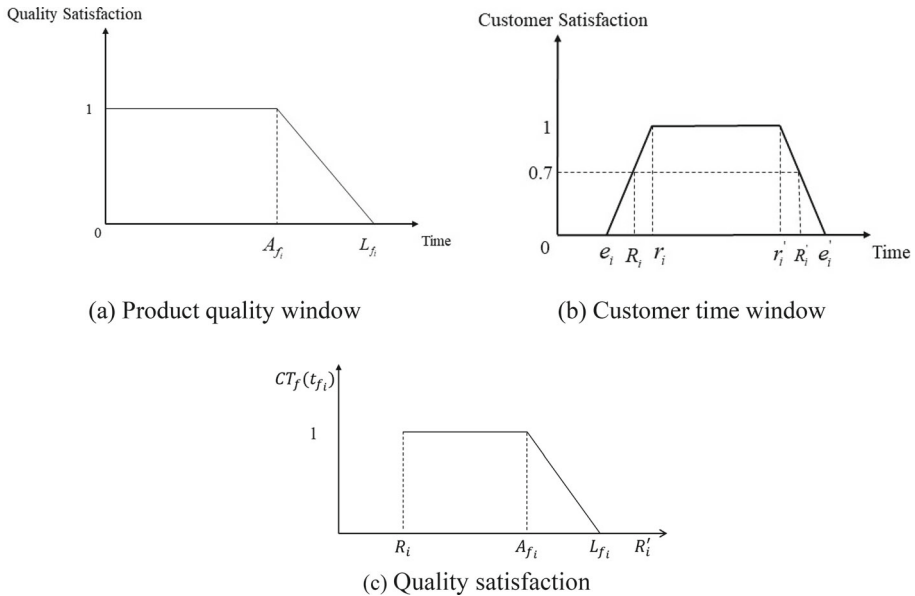 Quality Satisfaction
1
0
A_{f_i}
L_{f_i}
Time
(a) Product quality window
Customer Satisfaction
1
0.7
0
e_i
R_i
r_i
r_i'
R_i'
e_i'
Time
(b) Customer time window
CT_f(t_{f_i})
1
R_i
A_{f_i}
L_{f_i}
R_i'
(c) Quality satisfaction